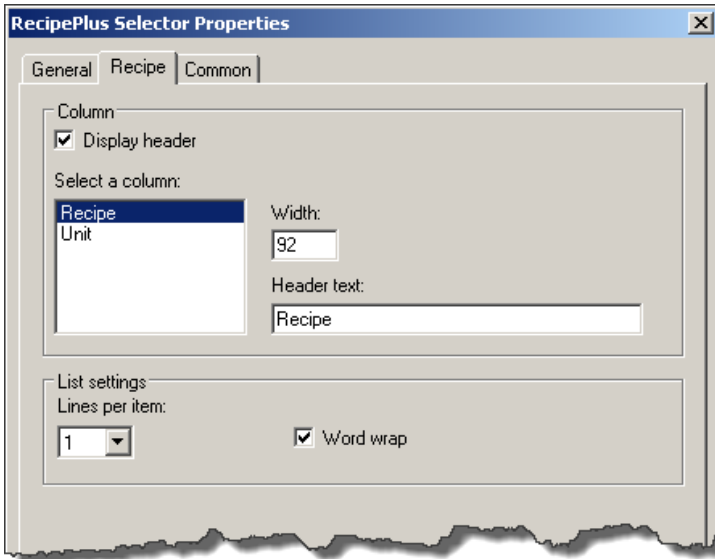 RecipePlus Selector Properties
General Recipe Common
Column
Display header
Select a column:
Recipe
Unit
Width:
92
Header text:
Recipe
List settings
Lines per item:
1
Word wrap